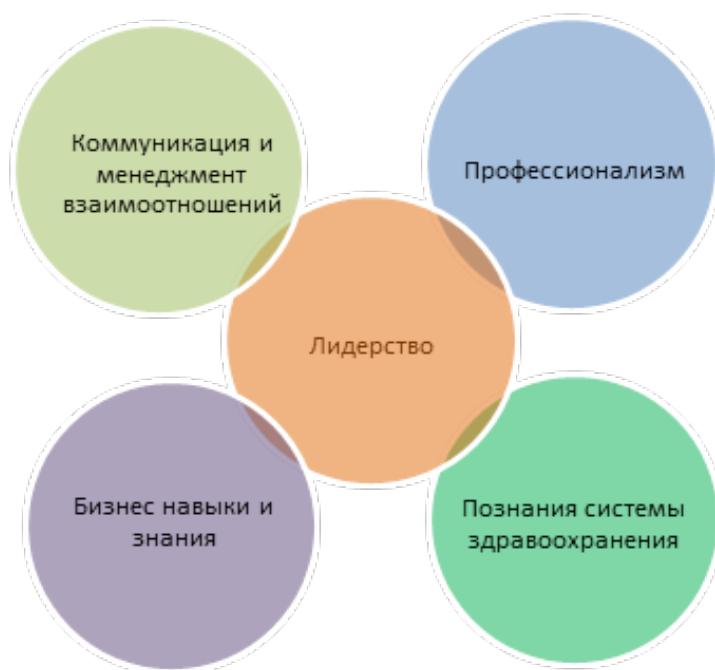 Коммуникация и
менеджмент
взаимоотношений
Профессионализм
Лидерство
Бизнес навыки и
знания
Познания системы
здравоохранения